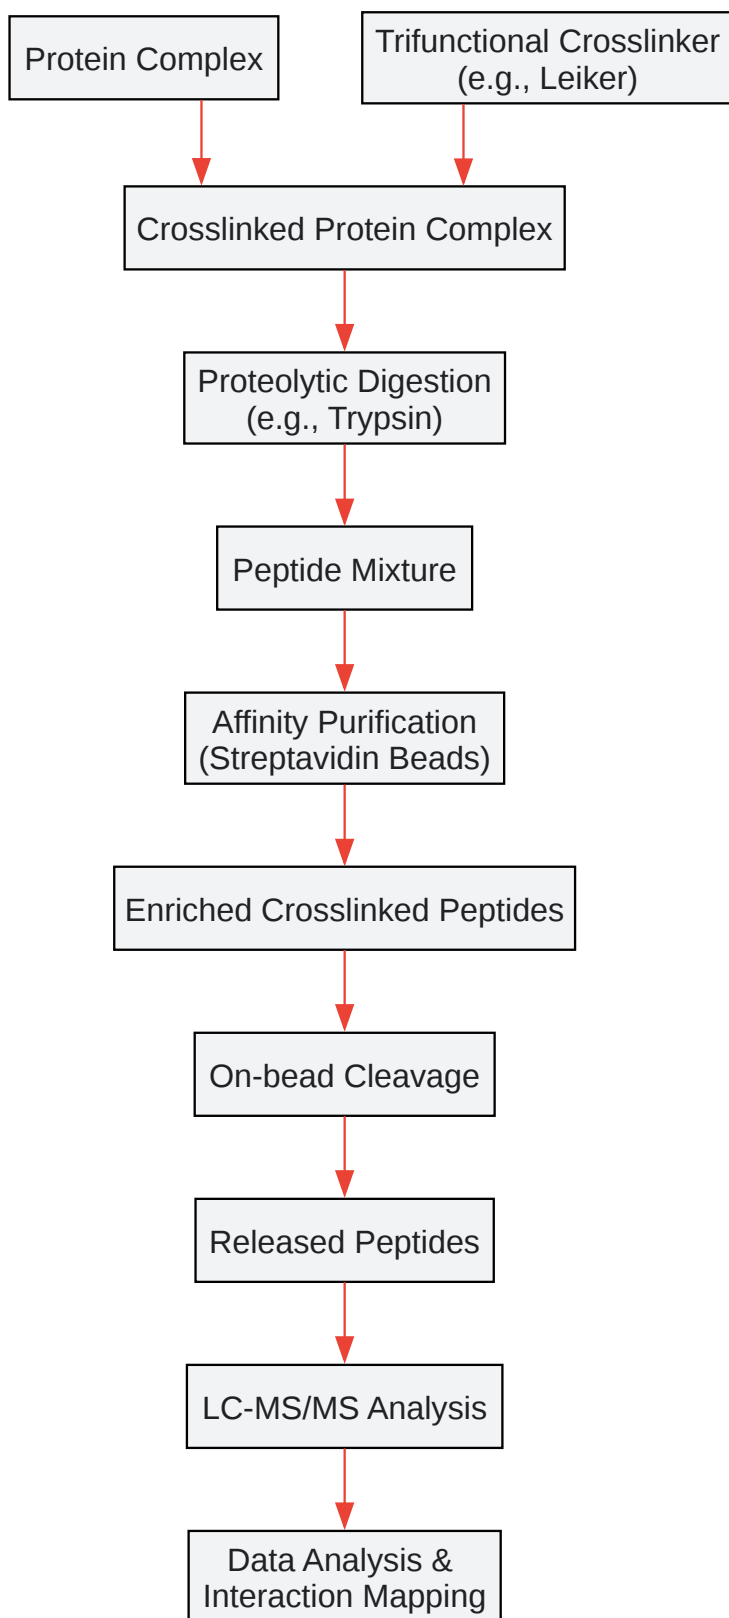 Protein Complex
Trifunctional Crosslinker
(e.g., Leiker)
Crosslinked Protein Complex
Proteolytic Digestion
(e.g., Trypsin)
Peptide Mixture
Affinity Purification
(Streptavidin Beads)
Enriched Crosslinked Peptides
On-bead Cleavage
Released Peptides
LC-MS/MS Analysis
Data Analysis &
Interaction Mapping